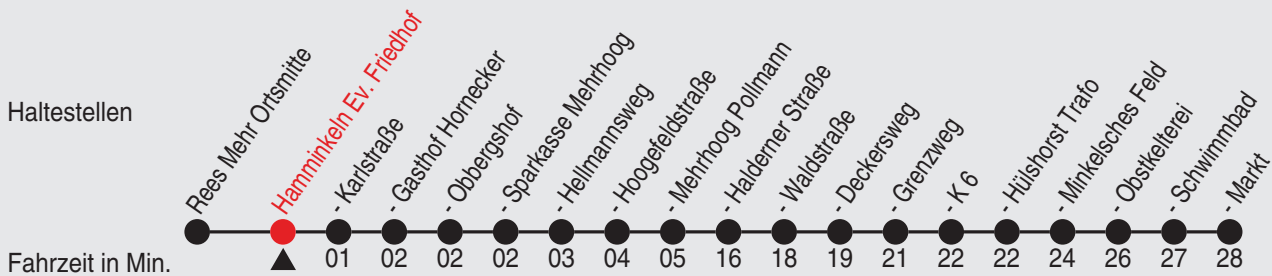 Haltestellen
Rees Mehr Ortsmitte
Hamminkeln Ev. Friedhof
- Karlstraße
- Gasthof Hornecker
- Obbergshof
- Sparkasse Mehrhoog
- Hellmannsweg
- Hoogefeldstraße
- Mehrhoog Pollmann
- Halderner Straße
- Waldstraße
- Deckersweg
- Grenzweg
- K 6
- Hülshorst Trafo
- Minkelsches Feld
- Obstkelterei
- Schwimmbad
- Markt
Fahrzeit in Min. 01 02 02 02 03 04 05 16 18 19 21 22 22 24 26 27 28